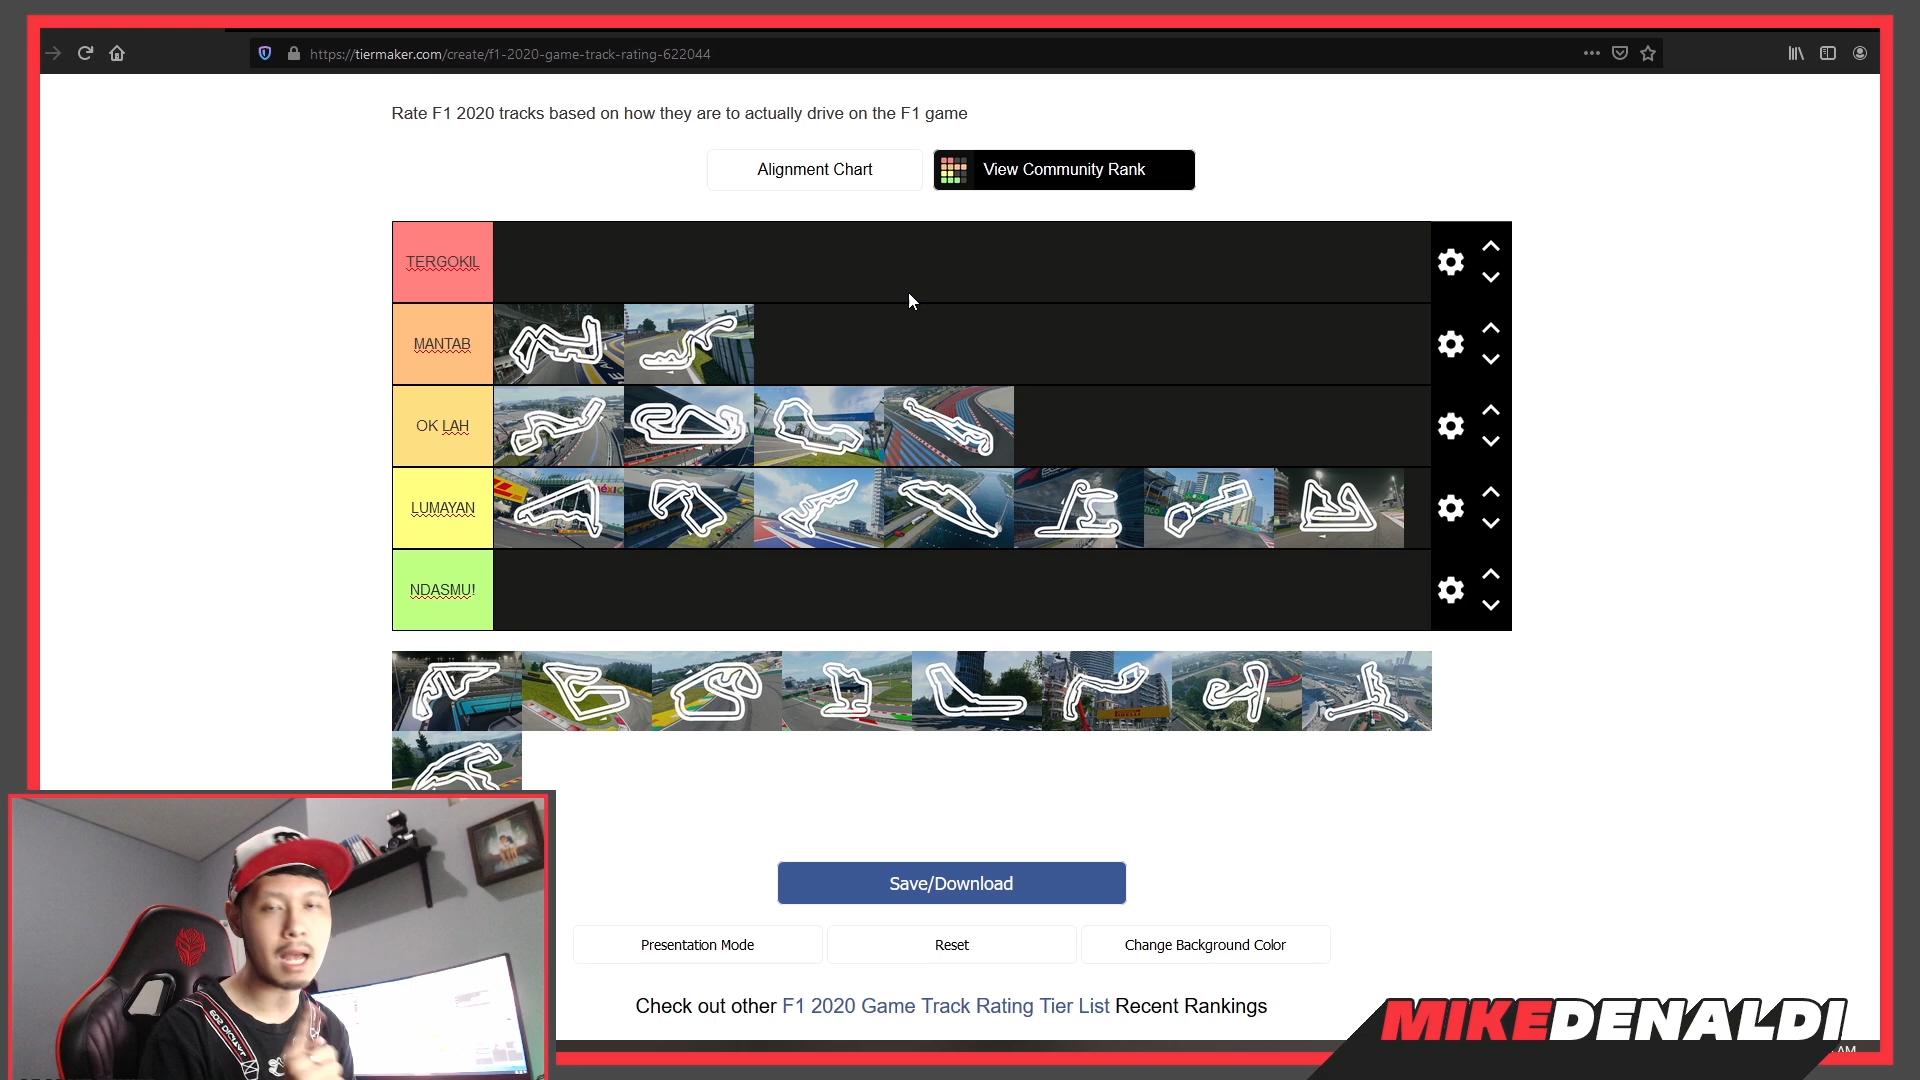 https://tiermaker.com/create/f1-2020-game-track-rating-622044
Rate F1 2020 tracks based on how they are to actually drive on the F1 game
Alignment Chart
View Community Rank
TERGOKIL
MANTAB
OK LAH
LUMAYAN
NDASMU!
Save/Download
Presentation Mode
Reset
Change Background Color
Check out other F1 2020 Game Track Rating Tier List Recent Rankings
MIKEDENALDI
AM